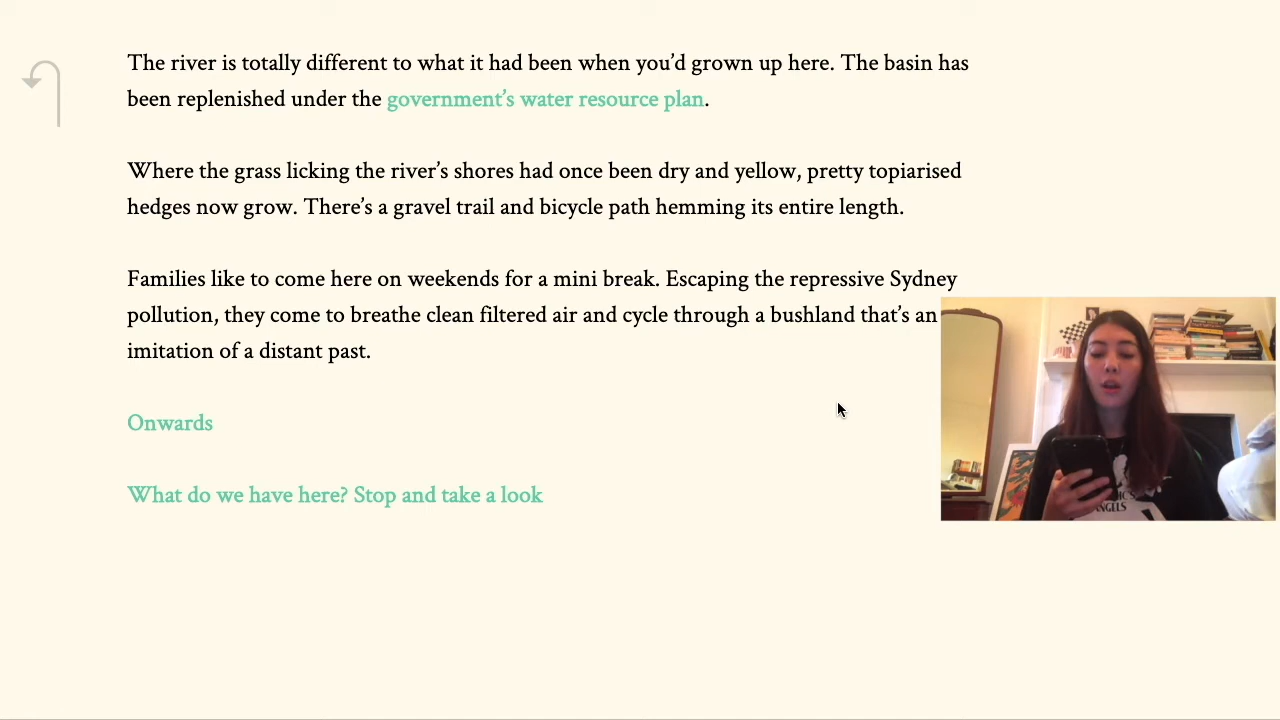 The river is totally different to what it had been when you’d grown up here. The basin has
been replenished under the government’s water resource plan.
Where the grass licking the river’s shores had once been dry and yellow, pretty topiarised
hedges now grow. There’s a gravel trail and bicycle path hemming its entire length.
Families like to come here on weekends for a mini break. Escaping the repressive Sydney
pollution, they come to breathe clean filtered air and cycle through a bushland that’s an
imitation of a distant past.
Onwards
What do we have here? Stop and take a look